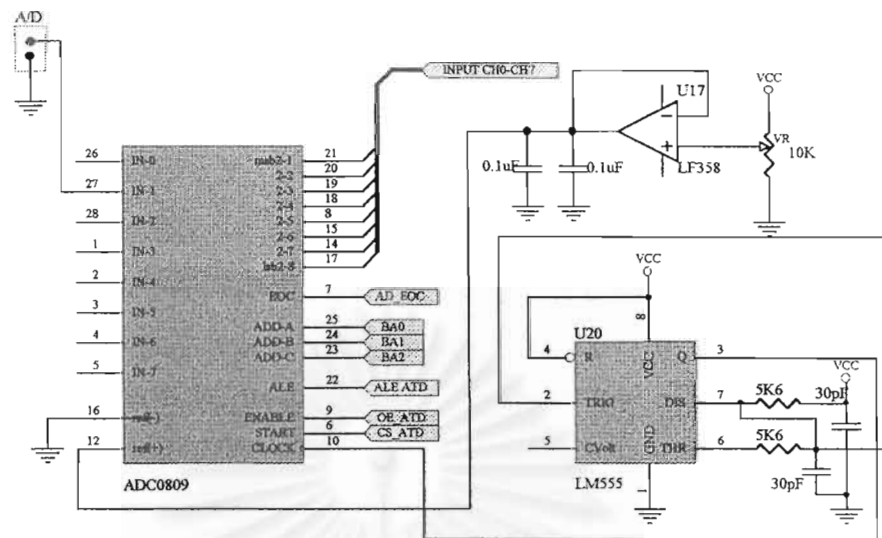 A/D
INPUT CH0-CH7
U17
VCC
VR
10K
LF358
0.1uF
0.1uF
26
IN-0
27
IN-1
28
IN-2
1
IN-3
2
IN-4
3
IN-5
4
IN-6
5
IN-7
16
ref(-)
12
ref(+)
msb2-1
21
2-2
20
2-3
19
2-4
18
2-5
8
2-6
15
2-7
14
lsb2-8
17
EOC
7
AD_EOC
ADD-A
25
BA0
ADD-B
24
BA1
ADD-C
23
BA2
ALE
22
ALE ATD
ENABLE
9
OE_ATD
START
6
CS_ATD
CLOCK
10
ADC0809
VCC
U20
8
4
R
VCC
Q
3
2
TRIG
DIS
7
5K6
30pF
VCC
5
CVolt
GND
THR
6
5K6
30pF
1
LM555